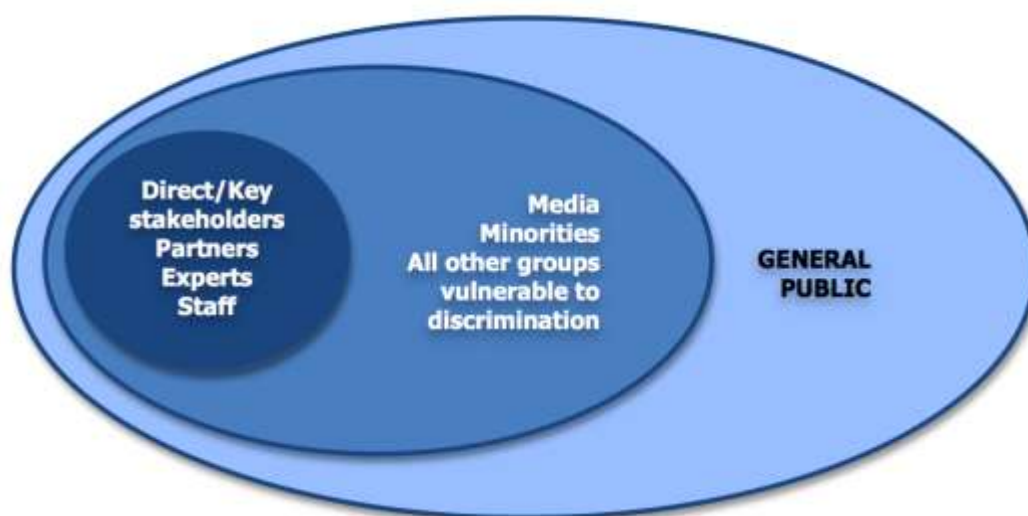 Direct/Key
stakeholders
Partners
Experts
Staff
Media
Minorities
All other groups
vulnerable to
discrimination
GENERAL
PUBLIC